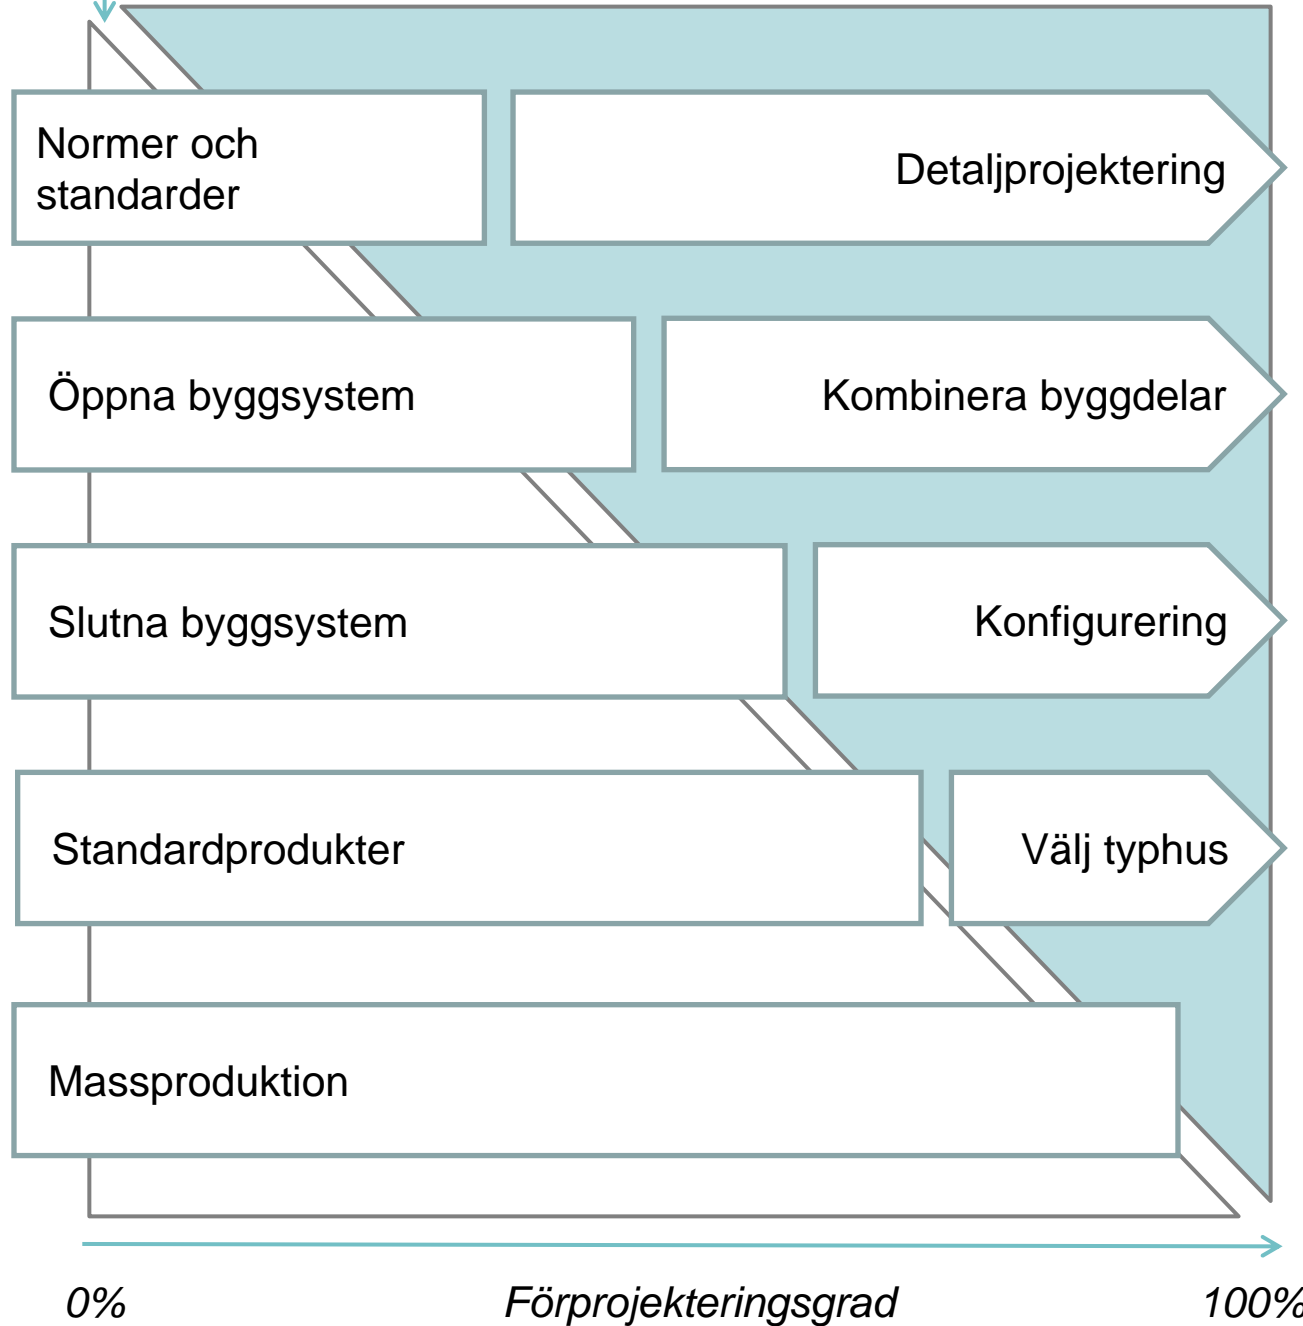 Normer och
standarder
Detaljprojektering
Öppna byggsystem
Kombinera byggdelar
Slutna byggsystem
Konfigurering
Standardprodukter
Välj typhus
Massproduktion
0%
Förprojekteringsgrad
100%